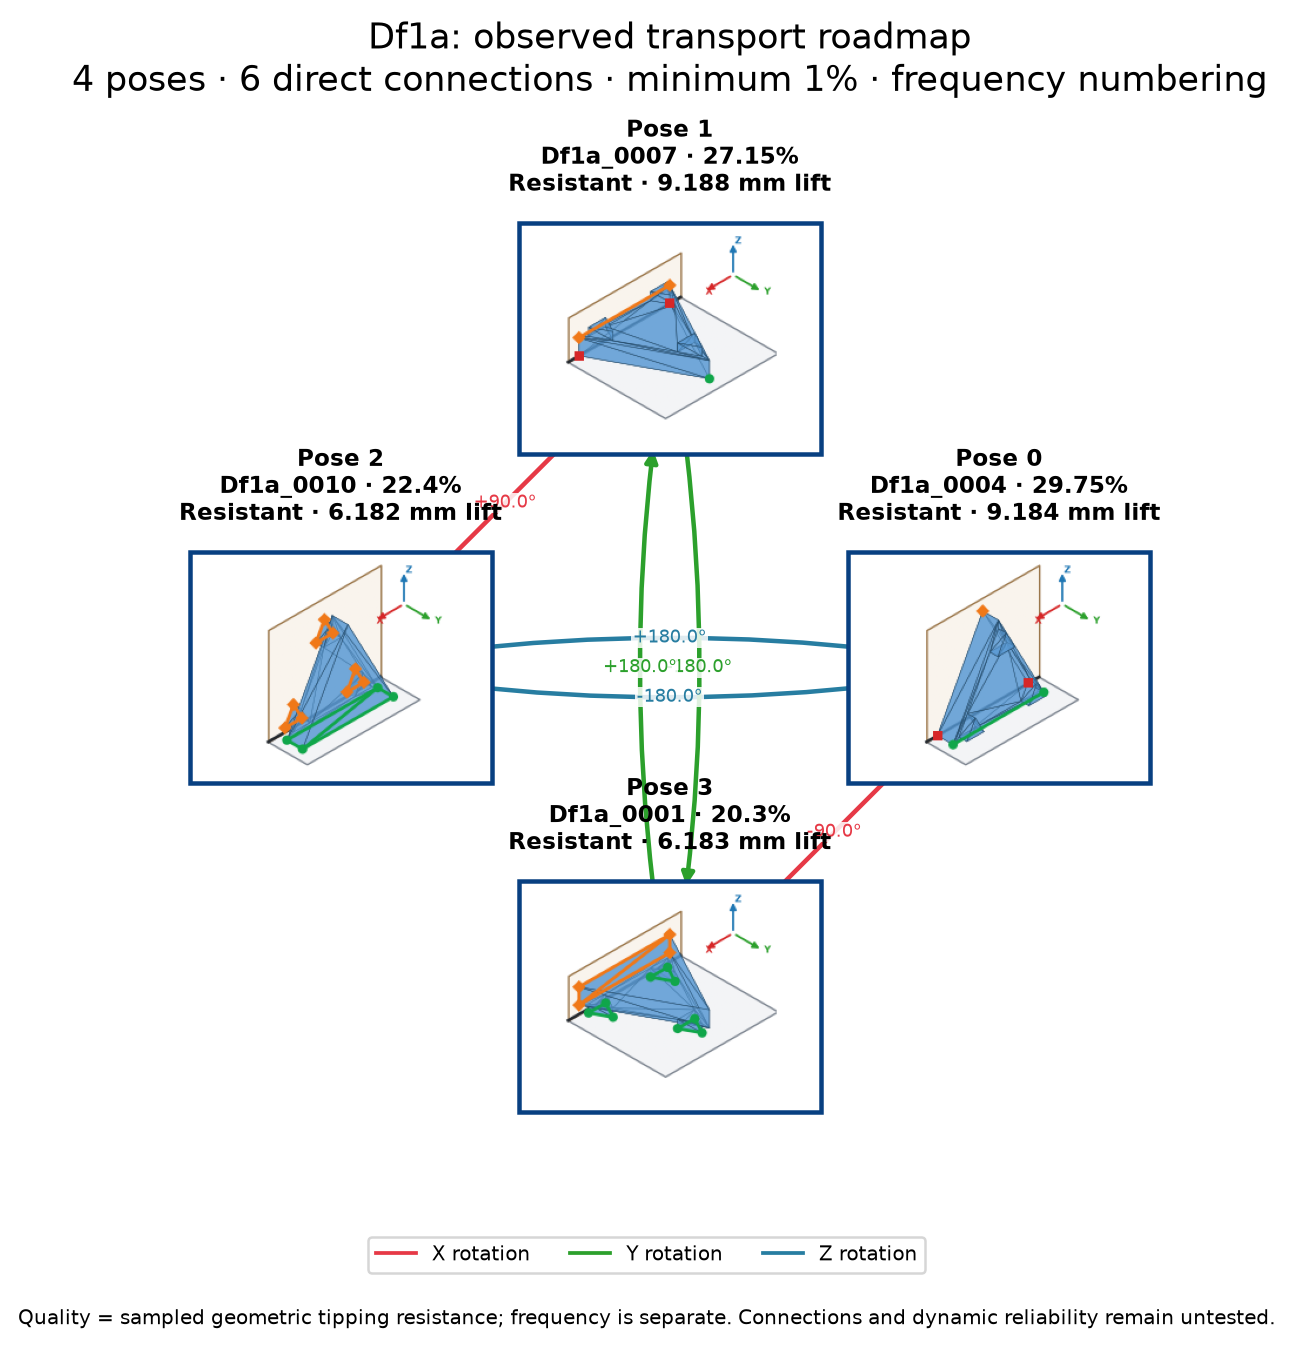 Df1a: observed transport roadmap
4 poses · 6 direct connections · minimum 1% · frequency numbering
Pose 1
Df1a_0007 · 27.15%
Resistant · 9.188 mm lift
Z
X
Y
Pose 2
Df1a_0010 · 22.4%
Resistant · 6.182 mm lift
+90.0°
Z
X
Y
Pose 0
Df1a_0004 · 29.75%
Resistant · 9.184 mm lift
Z
X
Y
+180.0°
+180.0°
180.0°
-180.0°
Pose 3
Df1a_0001 · 20.3%
Resistant · 6.183 mm lift
-90.0°
Z
X
Y
X rotation
Y rotation
Z rotation
Quality = sampled geometric tipping resistance; frequency is separate. Connections and dynamic reliability remain untested.